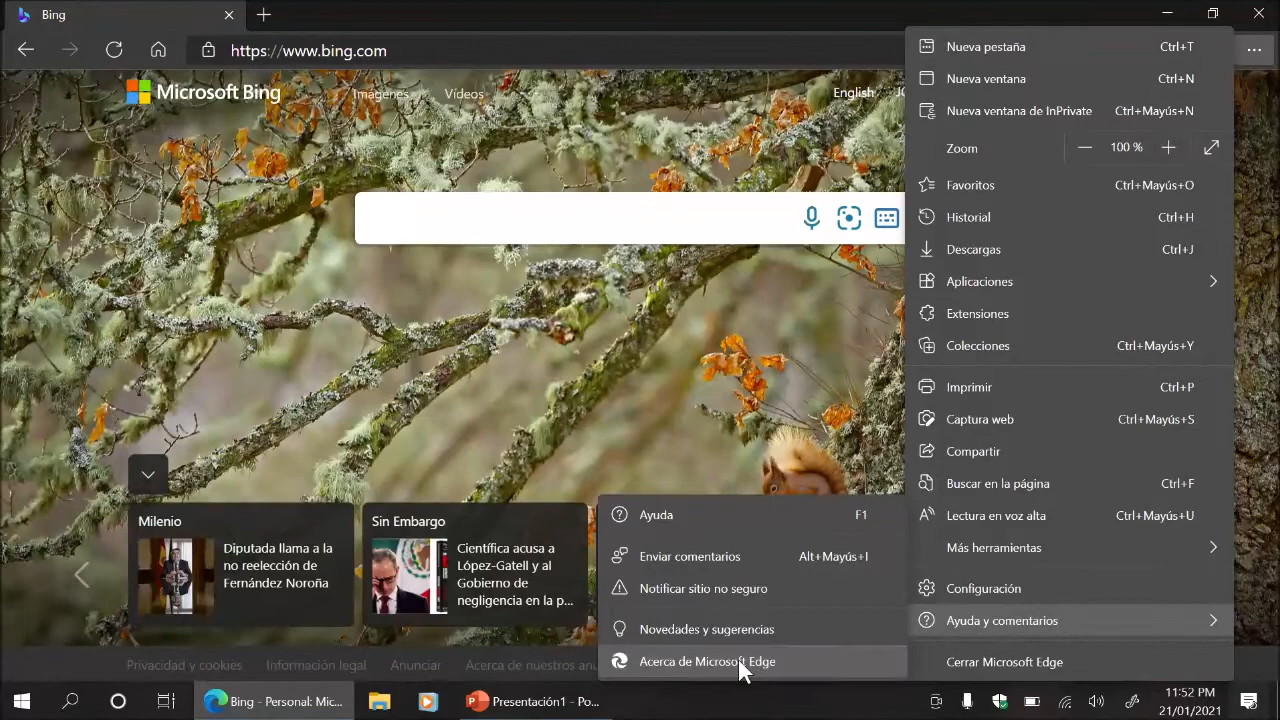 Bing
https://www.bing.com
Microsoft Bing
Imágenes
Vídeos
English
Nueva pestaña Ctrl+T
Nueva ventana Ctrl+N
Nueva ventana de InPrivate Ctrl+Mayús+N
Zoom 100 %
Favoritos Ctrl+Mayús+O
Historial Ctrl+H
Descargas Ctrl+J
Aplicaciones
Extensiones
Colecciones Ctrl+Mayús+Y
Imprimir Ctrl+P
Captura web Ctrl+Mayús+S
Compartir
Buscar en la página Ctrl+F
Lectura en voz alta Ctrl+Mayús+U
Más herramientas
Configuración
Ayuda y comentarios
Cerrar Microsoft Edge
Ayuda F1
Enviar comentarios Alt+Mayús+I
Notificar sitio no seguro
Novedades y sugerencias
Acerca de Microsoft Edge
Milenio
Diputada llama a la
no reelección de
Fernández Noroña
Sin Embargo
Científica acusa a
López-Gatell y al
Gobierno de
negligencia en la p...
Privacidad y cookies
Información legal
Anunciar
Acerca de nuestros anu
Bing - Personal: Mic...
Presentación1 - Po...
11:52 PM
21/01/2021